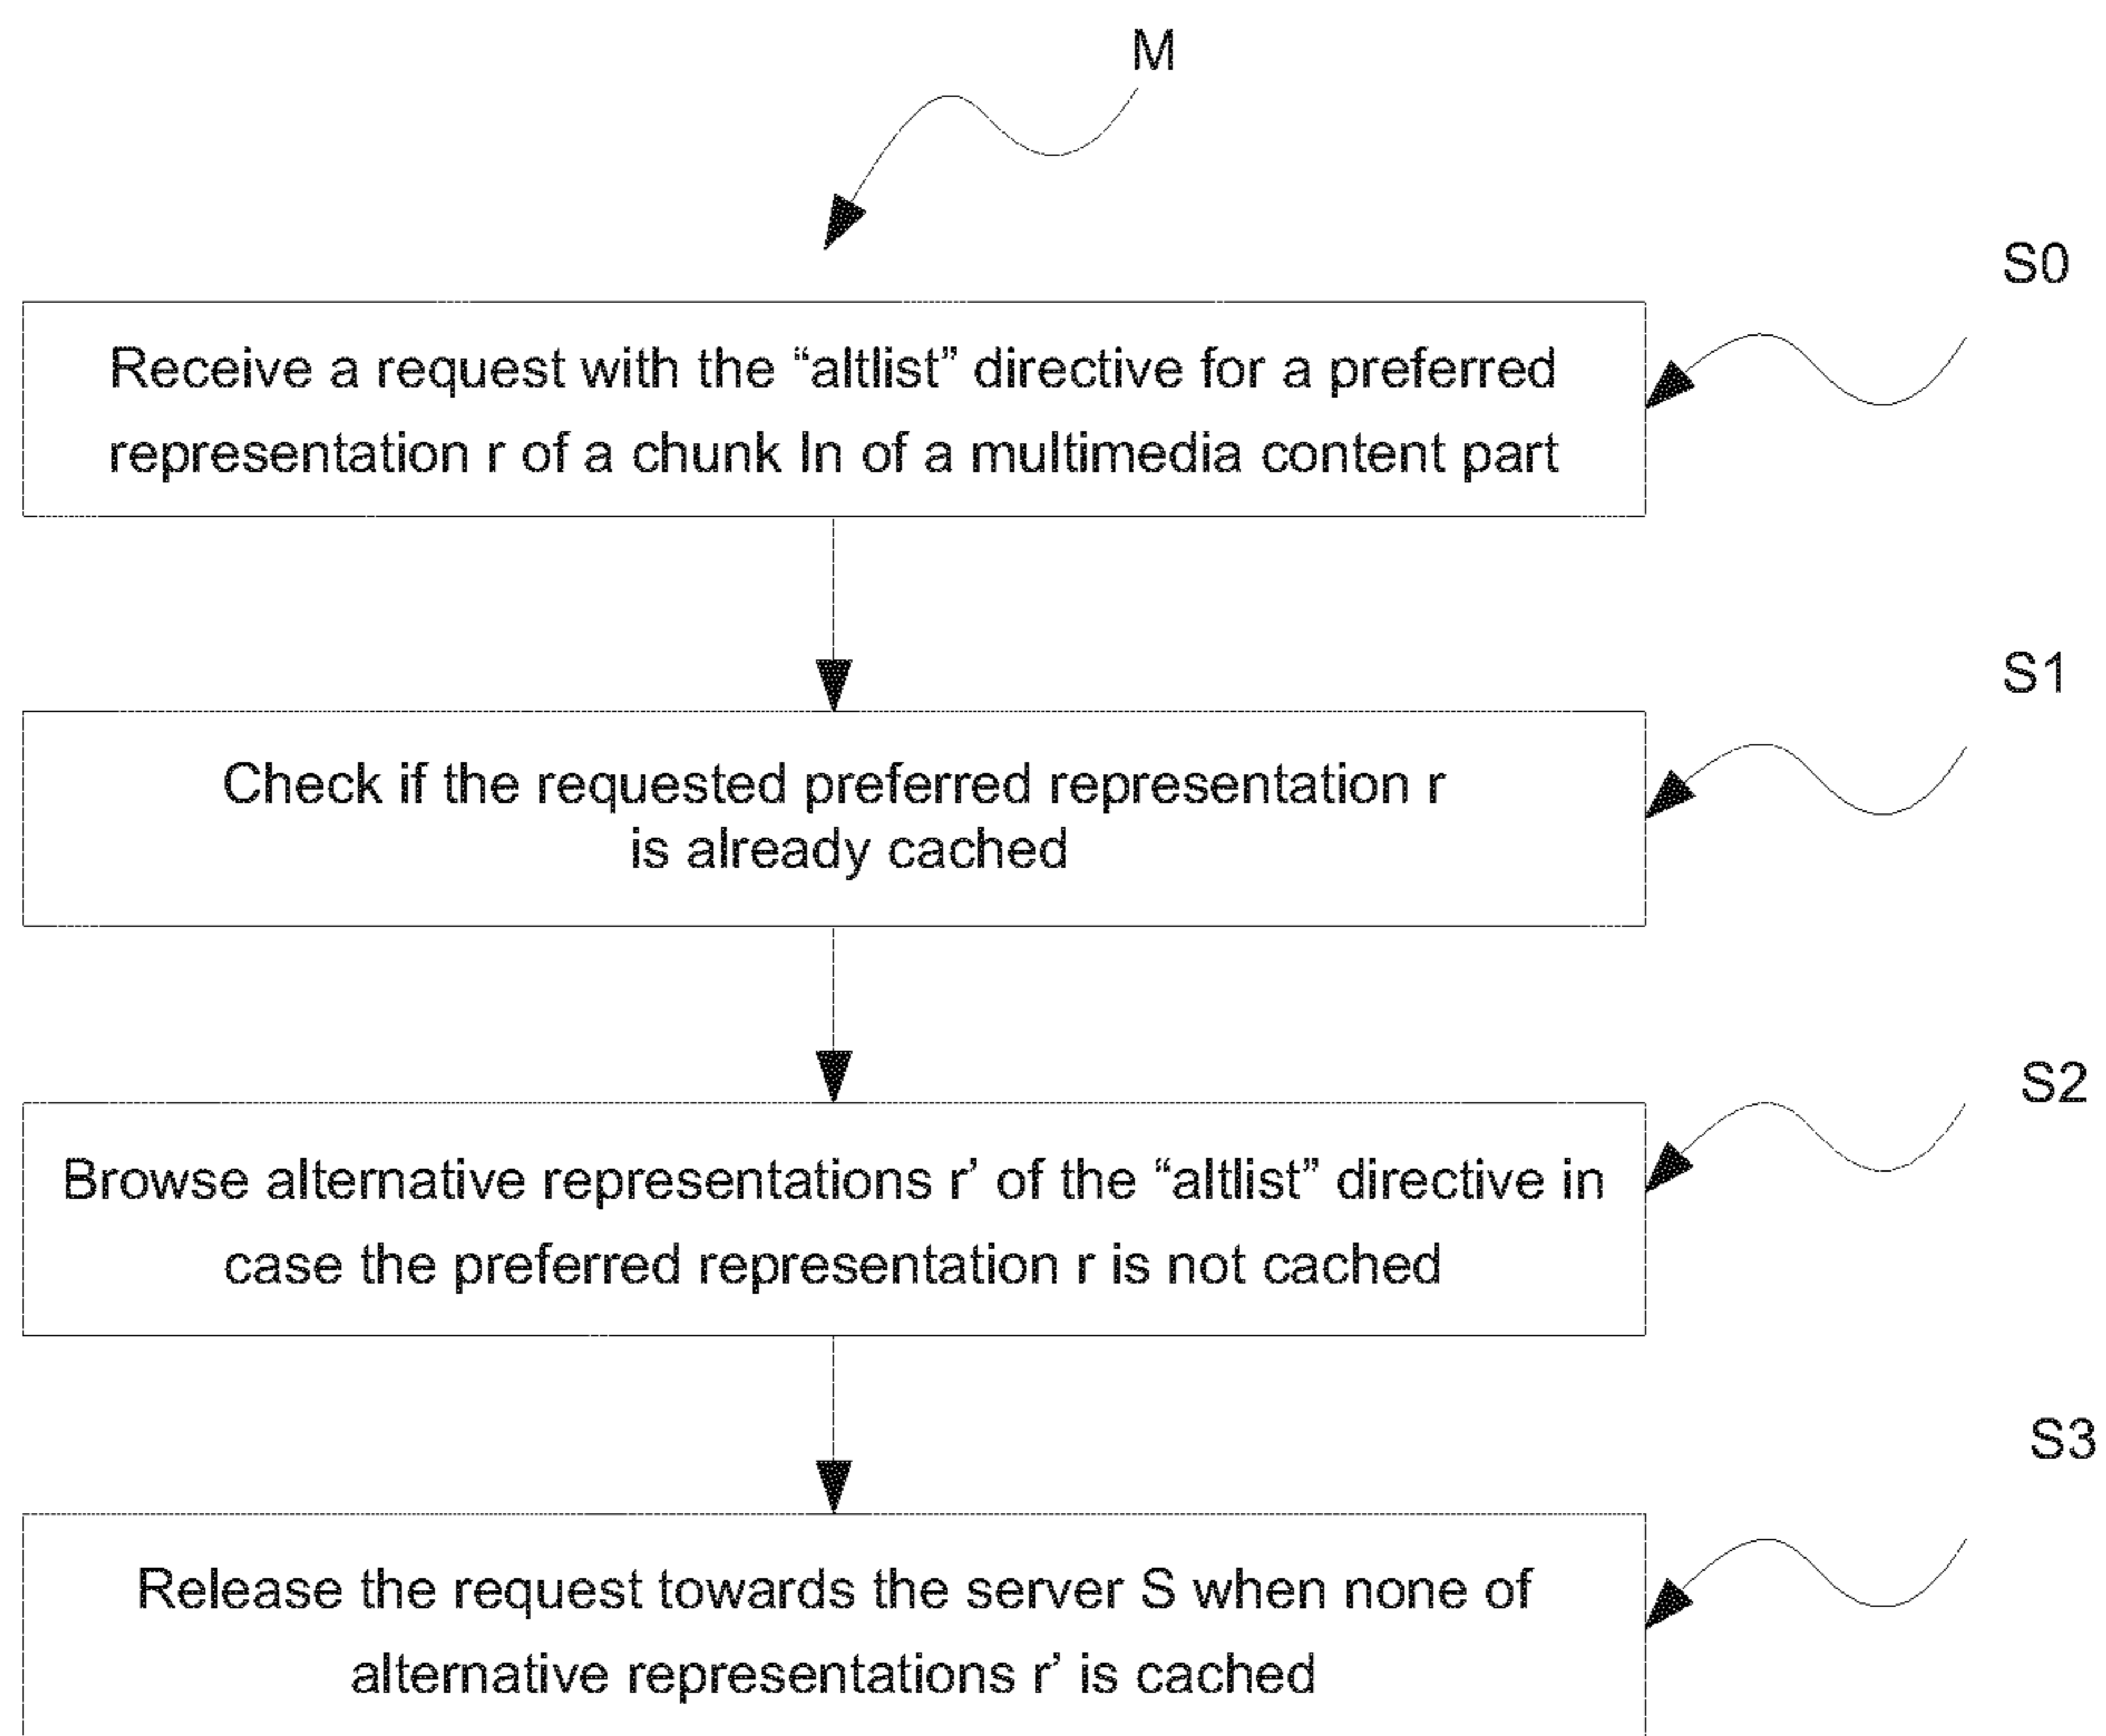 M
S0
Receive a request with the “altlist” directive for a preferred
representation r of a chunk In of a multimedia content part
S1
Check if the requested preferred representation r
is already cached
S2
Browse alternative representations r’ of the “altlist” directive in
case the preferred representation r is not cached
S3
Release the request towards the server S when none of
alternative representations r’ is cached